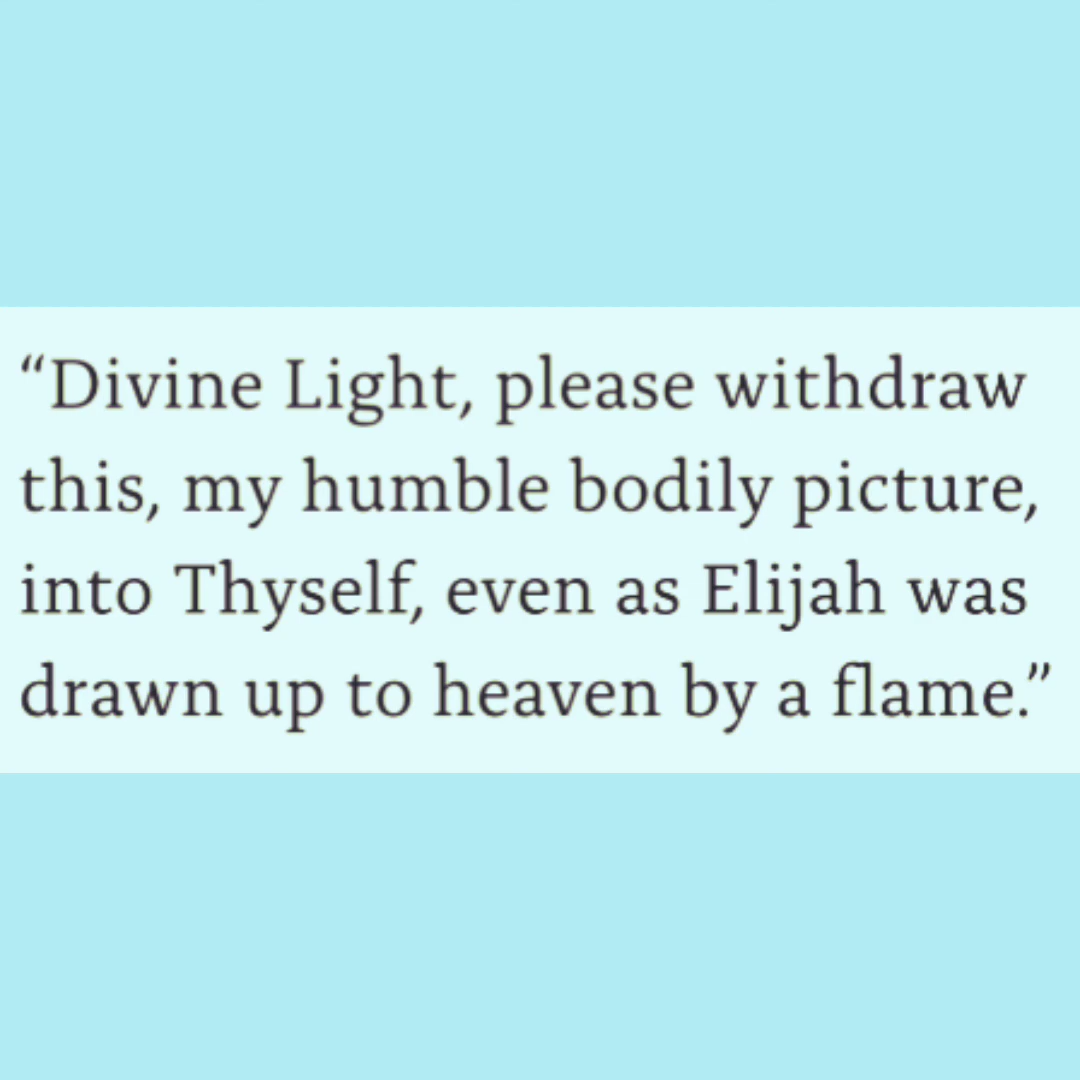 “Divine Light, please withdraw
this, my humble bodily picture,
into Thyself, even as Elijah was
drawn up to heaven by a flame.”